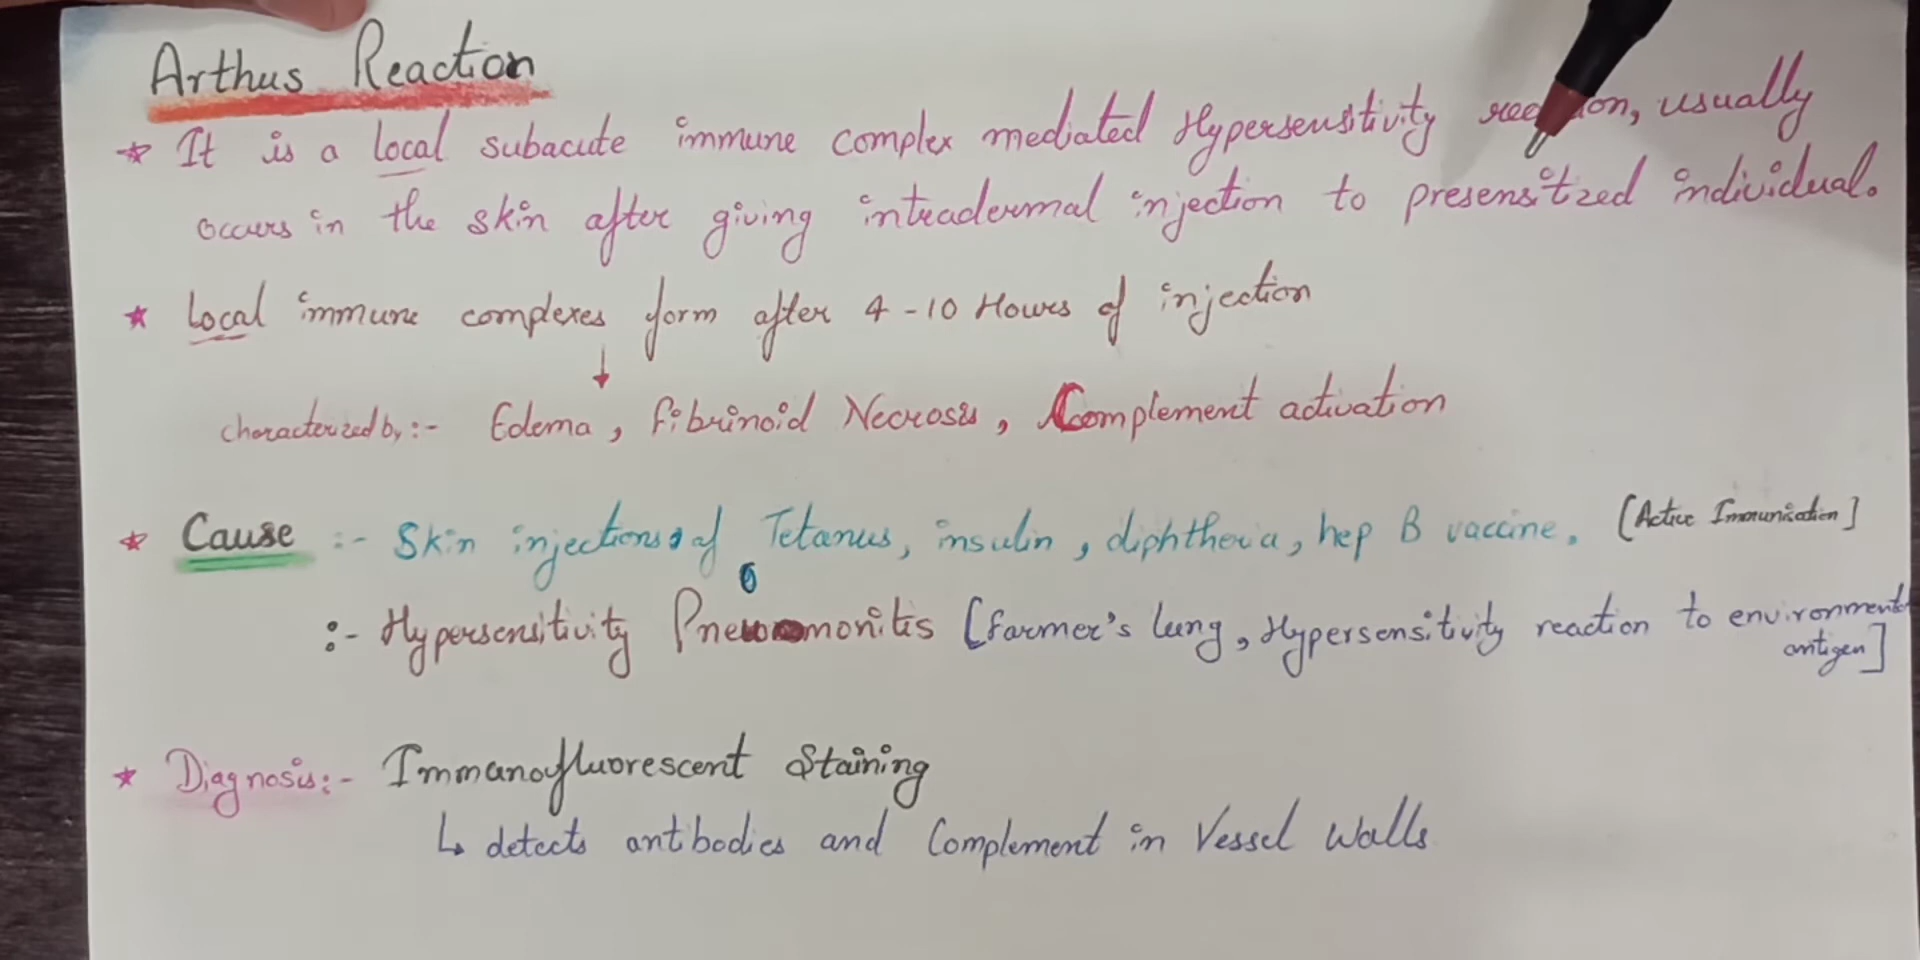 Arthus Reaction
* It is a local subacute immune complex mediated Hypersensitivity reaction, usually
occurs in the skin after giving intradermal injection to presensitized individual.
* Local immune complexes form after 4-10 Hours of injection
↓
characterized by:- Edema, Fibrinoid Necrosis, Complement activation
* Cause :- Skin injections of Tetanus, insulin, diphtheria, hep B vaccine. [Active Immunisation]
:- Hypersensitivity Pneumonitis [Farmer's lung, Hypersensitivity reaction to environmental
antigen]
* Diagnosis:- Immunofluorescent Staining
↳ detects antibodies and Complement in Vessel Walls